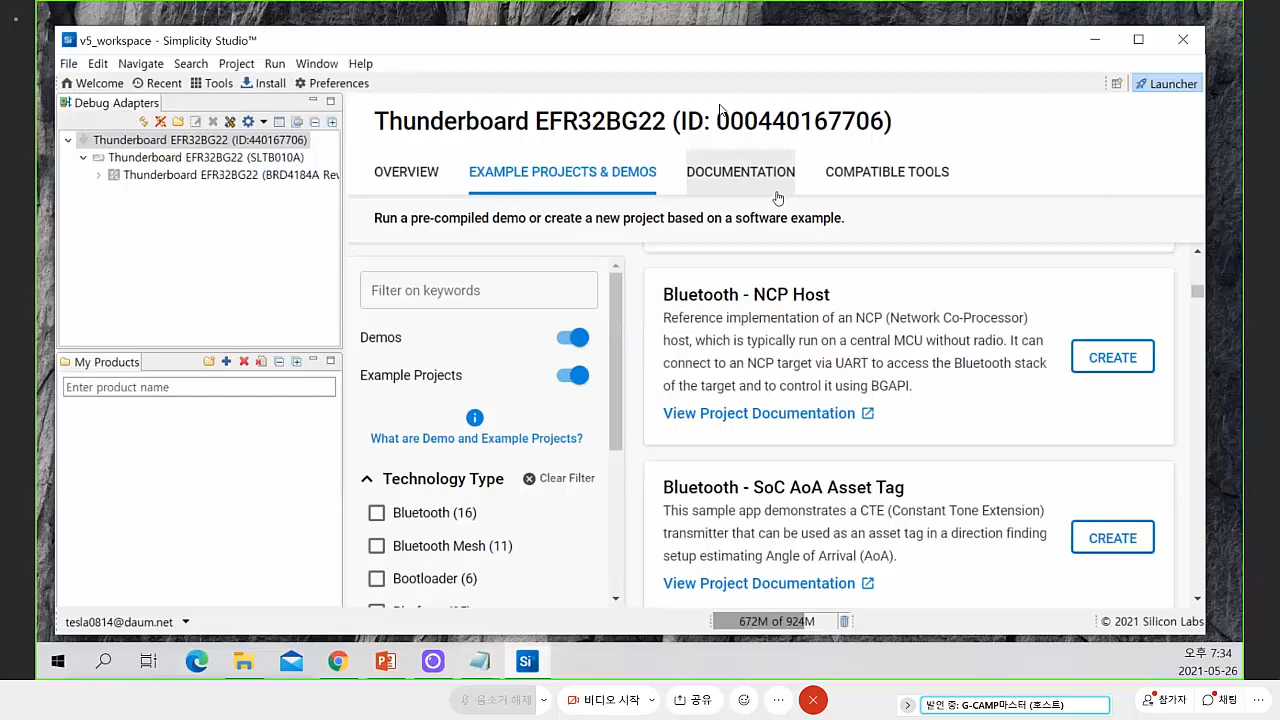 Si v5_workspace - Simplicity Studio™
File Edit Navigate Search Project Run Window Help
Welcome Recent Tools Install Preferences
Launcher
Debug Adapters
Thunderboard EFR32BG22 (ID:440167706)
Thunderboard EFR32BG22 (SLTB010A)
Thunderboard EFR32BG22 (BRD4184A Rev
My Products
Enter product name
Thunderboard EFR32BG22 (ID: 000440167706)
OVERVIEW EXAMPLE PROJECTS & DEMOS DOCUMENTATION COMPATIBLE TOOLS
Run a pre-compiled demo or create a new project based on a software example.
Filter on keywords
Demos
Example Projects
What are Demo and Example Projects?
Technology Type Clear Filter
Bluetooth (16)
Bluetooth Mesh (11)
Bootloader (6)
Bluetooth - NCP Host
Reference implementation of an NCP (Network Co-Processor)
host, which is typically run on a central MCU without radio. It can
connect to an NCP target via UART to access the Bluetooth stack
of the target and to control it using BGAPI.
CREATE
View Project Documentation
Bluetooth - SoC AoA Asset Tag
This sample app demonstrates a CTE (Constant Tone Extension)
transmitter that can be used as an asset tag in a direction finding
setup estimating Angle of Arrival (AoA).
CREATE
View Project Documentation
tesla0814@daum.net
672M of 924M
© 2021 Silicon Labs
Si
오후 7:34
2021-05-26
음소거 해제 비디오 시작 공유
발언 중: G-CAMP마스터 (호스트)
참가자 채팅